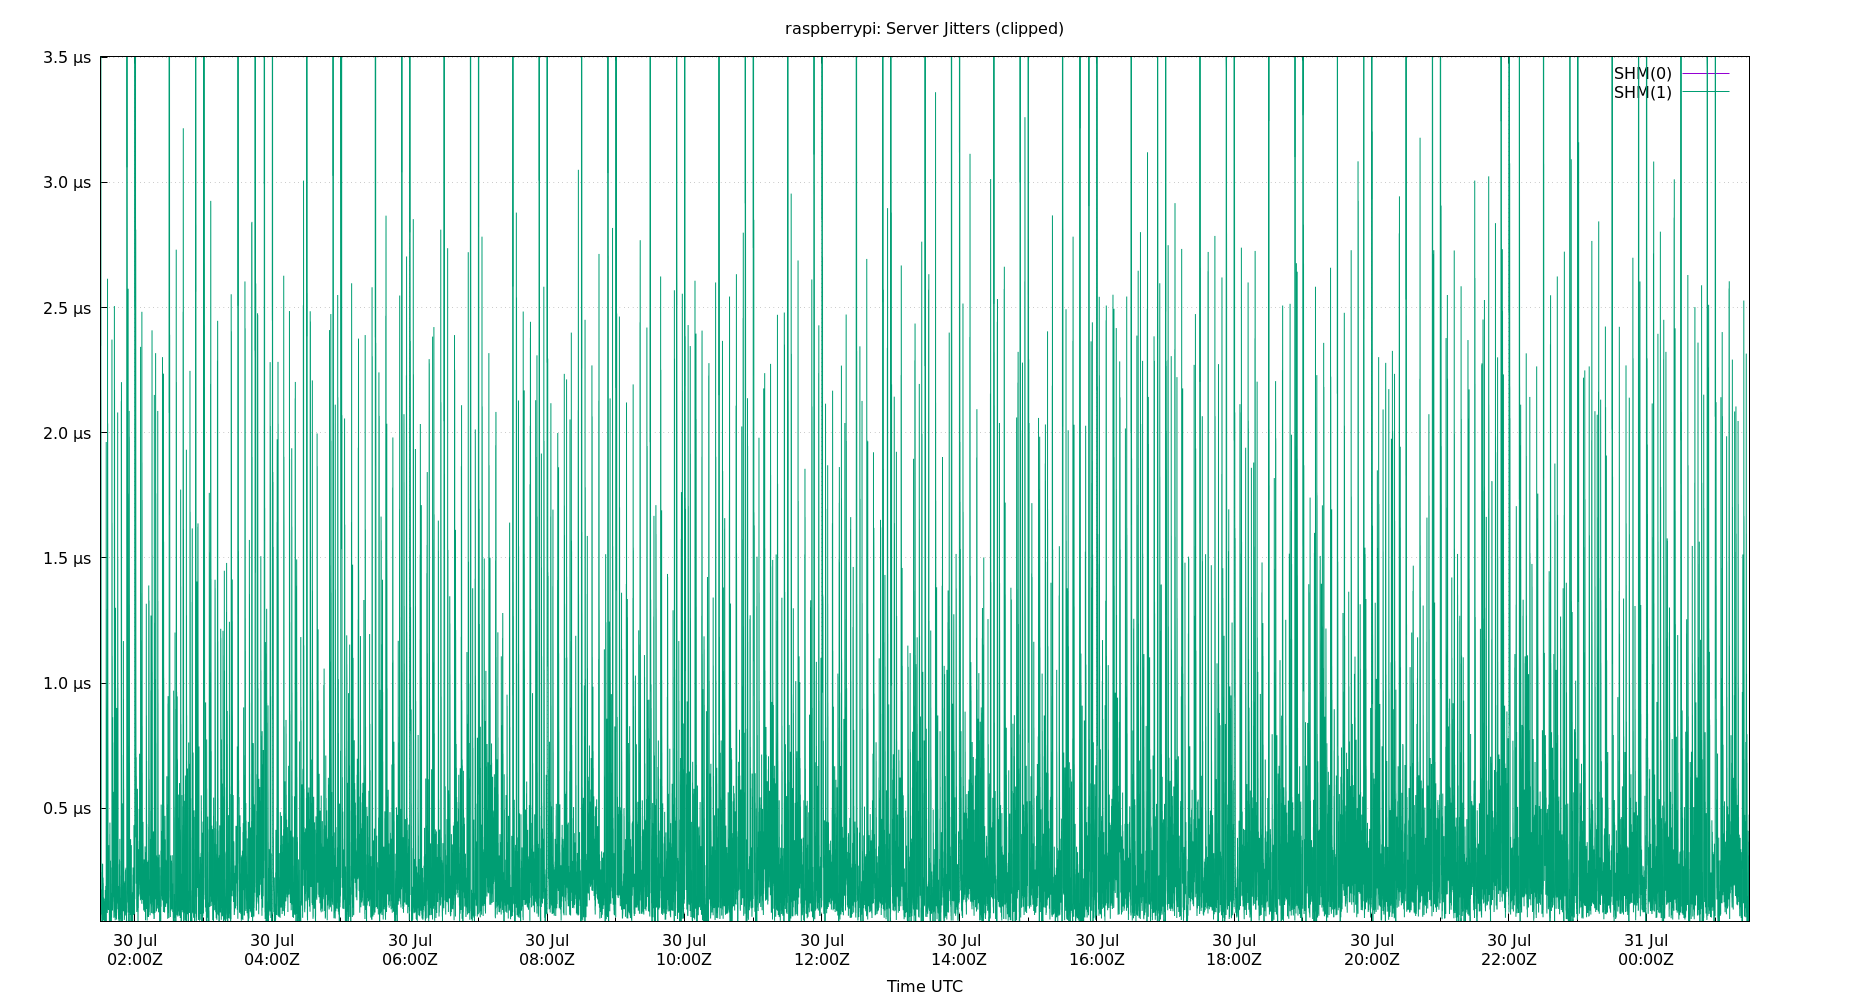 raspberrypi: Server Jitters (clipped)
3.5 μs
SHM(0)
SHM(1)
3.0 μs
2.5 μs
2.0 μs
1.5 μs
1.0 μs
0.5 μs
30 Jul 30 Jul 30 Jul 30 Jul 30 Jul 30 Jul 30 Jul 30 Jul 30 Jul 30 Jul 30 Jul 31 Jul
02:00Z 04:00Z 06:00Z 08:00Z 10:00Z 12:00Z 14:00Z 16:00Z 18:00Z 20:00Z 22:00Z 00:00Z
Time UTC